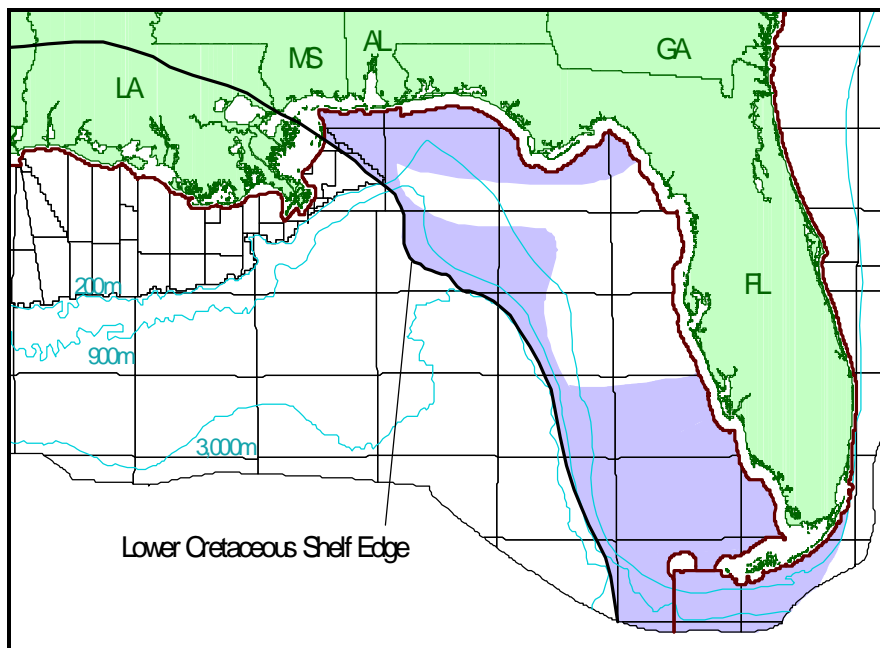 AL
GA
MS
LA
FL
200m
900m
3.000m
Lower Cretaceous Shelf Edge